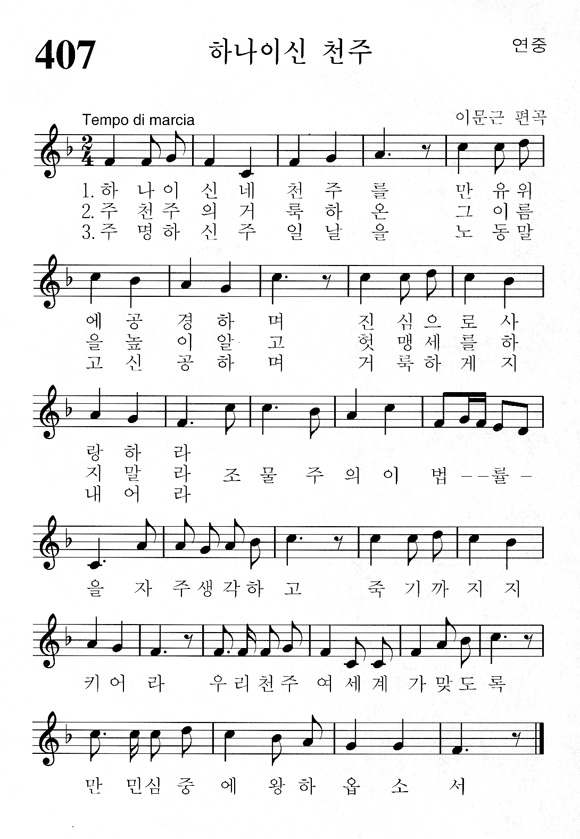 407 하나이신 천주 연중
Tempo di marcia 이문근 편곡
2 4
1.하 나 이 신 네 천 주 를 만 유 위
2.주 천 주 의 거 룩 하 온 그 이 름
3.주 명 하 신 주 일 날 을 노 동 말
에 공 경 하 며 진 심 으 로 사
을 높 이 알 고 헛 맹 세 를 하
고 신 공 하 며 거 룩 하 게 지
랑 하 라
지 말 라 조 물 주 의 이 법 - - 률 -
내 어 라
을 자 주 생 각 하 고 죽 기 까 지 지
키 어 라 우 리 천 주 여 세 계 가 맞 도 록
만 민 심 중 에 왕 하 옵 소 서